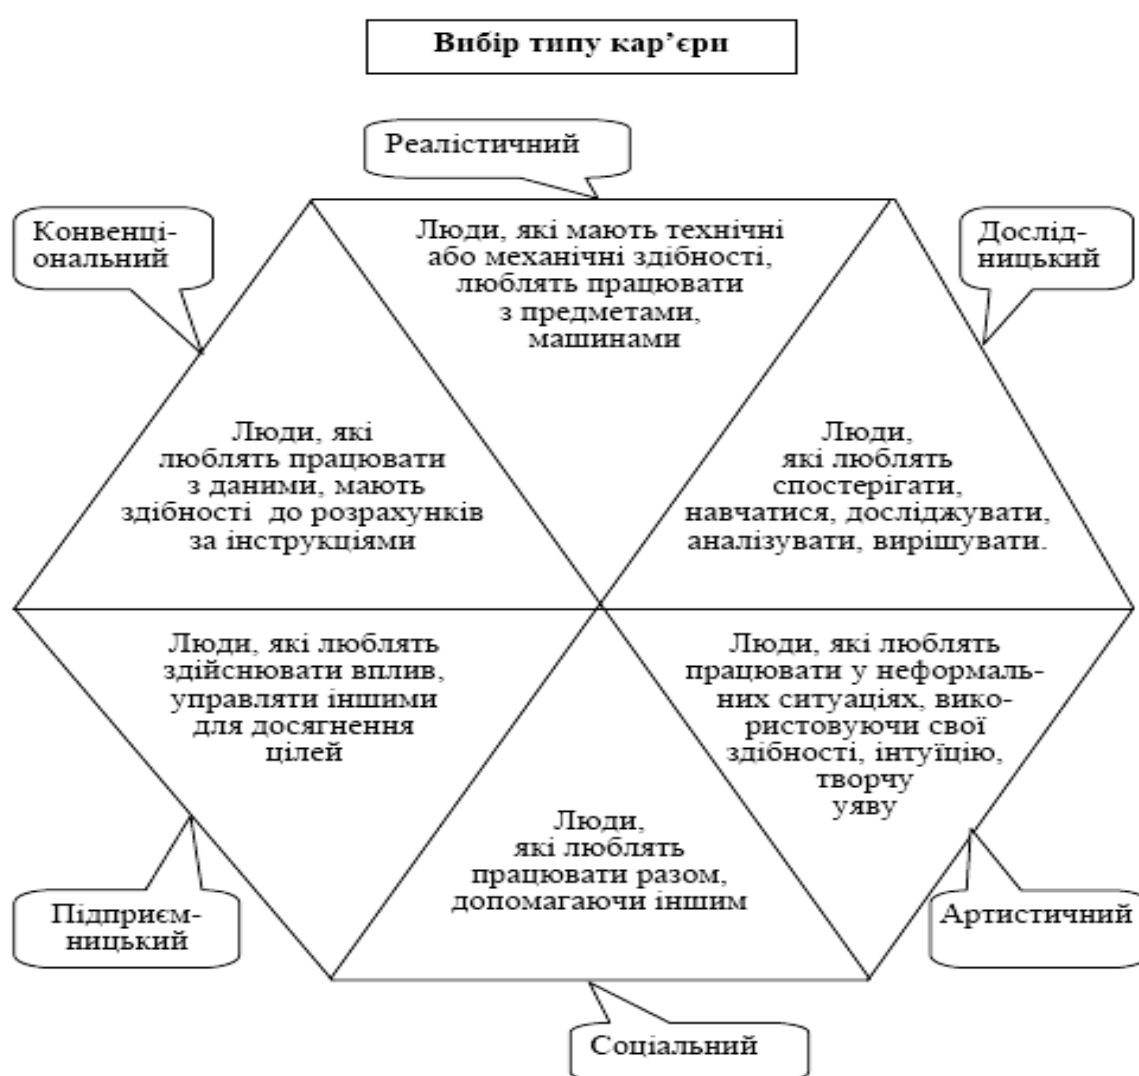 Вибір типу кар’єри
Реалістичний
Конвенці-
ональний
Дослід-
ницький
Люди, які мають технічні
або механічні здібності,
люблять працювати
з предметами,
машинами
Люди, які
люблять працювати
з даними, мають
здібності до розрахунків
за інструкціями
Люди,
які люблять
спостерігати,
навчатися, досліджувати,
аналізувати, вирішувати.
Люди, які люблять
здійснювати вплив,
управляти іншими
для досягнення
цілей
Люди, які люблять
працювати у неформаль-
них ситуаціях, вико-
ристовуючи свої
здібності, інтуїцію,
творчу
уяву
Люди,
які люблять
працювати разом,
допомагаючи іншим
Підприєм-
ницький
Артистичний
Соціальний